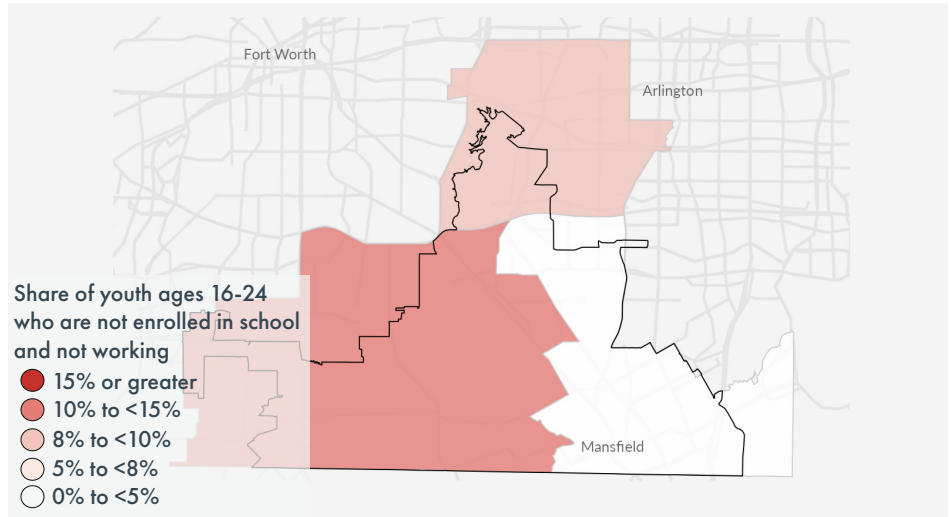 Fort Worth
Arlington
Share of youth ages 16-24
who are not enrolled in school
and not working
15% or greater
10% to <15%
8% to <10%
5% to <8%
0% to <5%
Mansfield